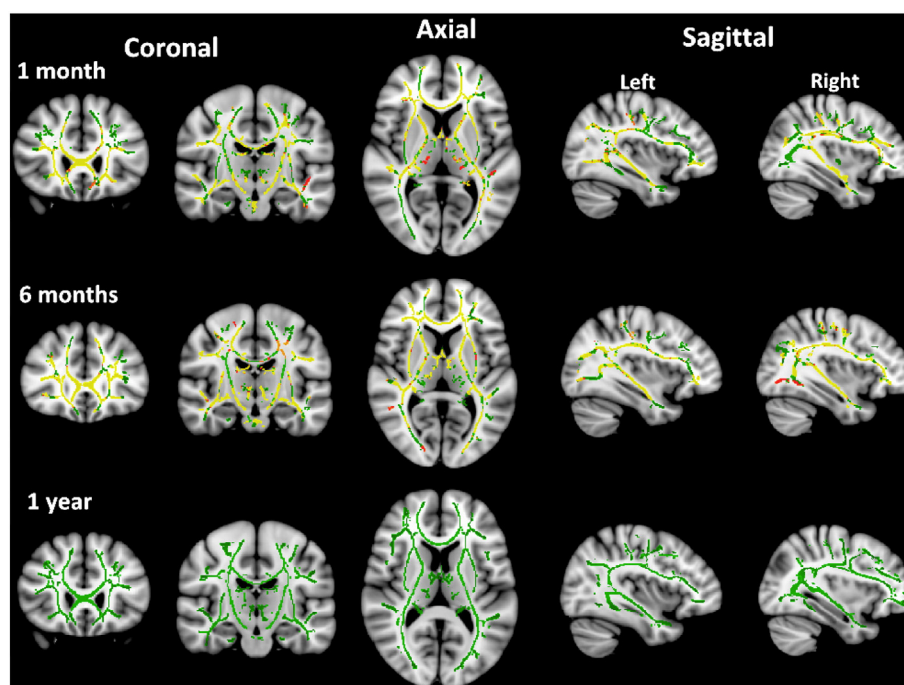 Coronal
Axial
Sagittal
1 month
Left
Right
6 months
1 year